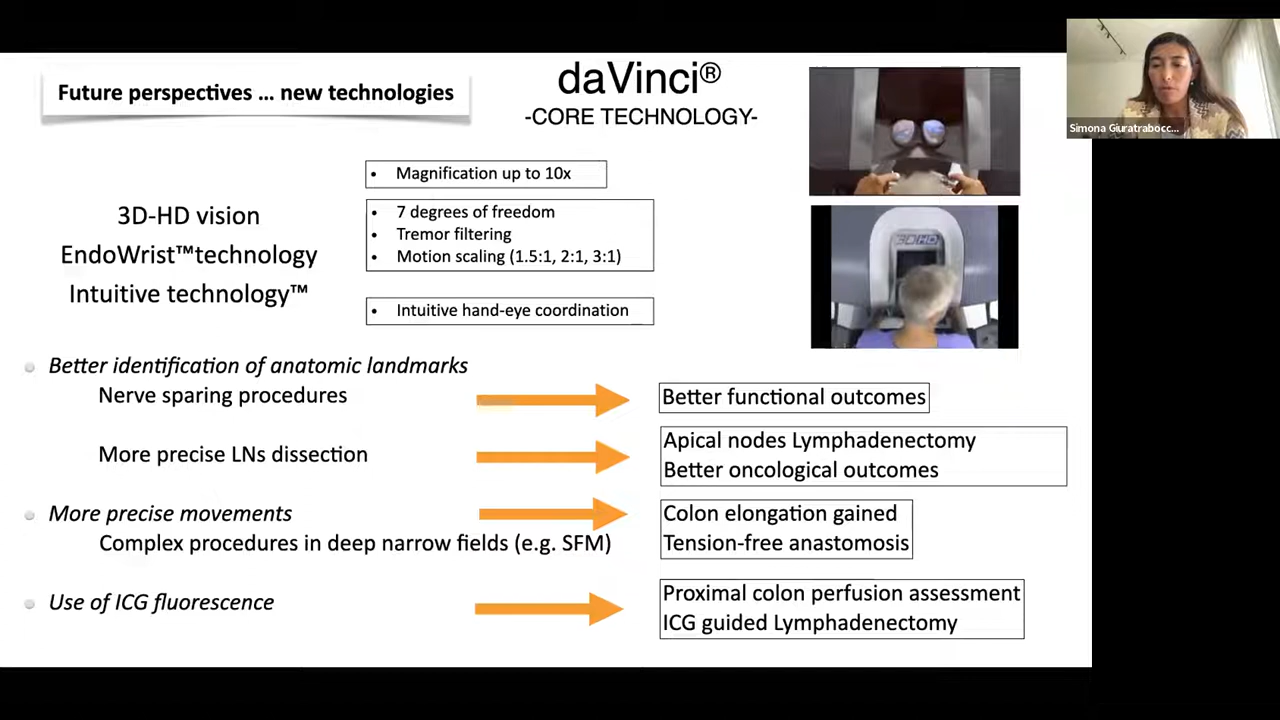 Future perspectives ... new technologies
daVinci®
-CORE TECHNOLOGY-
Simona Giuratrabocc...
3D-HD vision
EndoWrist™technology
Intuitive technology™
• Magnification up to 10x
• 7 degrees of freedom
• Tremor filtering
• Motion scaling (1.5:1, 2:1, 3:1)
• Intuitive hand-eye coordination
3D HD
Better identification of anatomic landmarks
Nerve sparing procedures
Better functional outcomes
More precise LNs dissection
Apical nodes Lymphadenectomy
Better oncological outcomes
More precise movements
Complex procedures in deep narrow fields (e.g. SFM)
Colon elongation gained
Tension-free anastomosis
Use of ICG fluorescence
Proximal colon perfusion assessment
ICG guided Lymphadenectomy